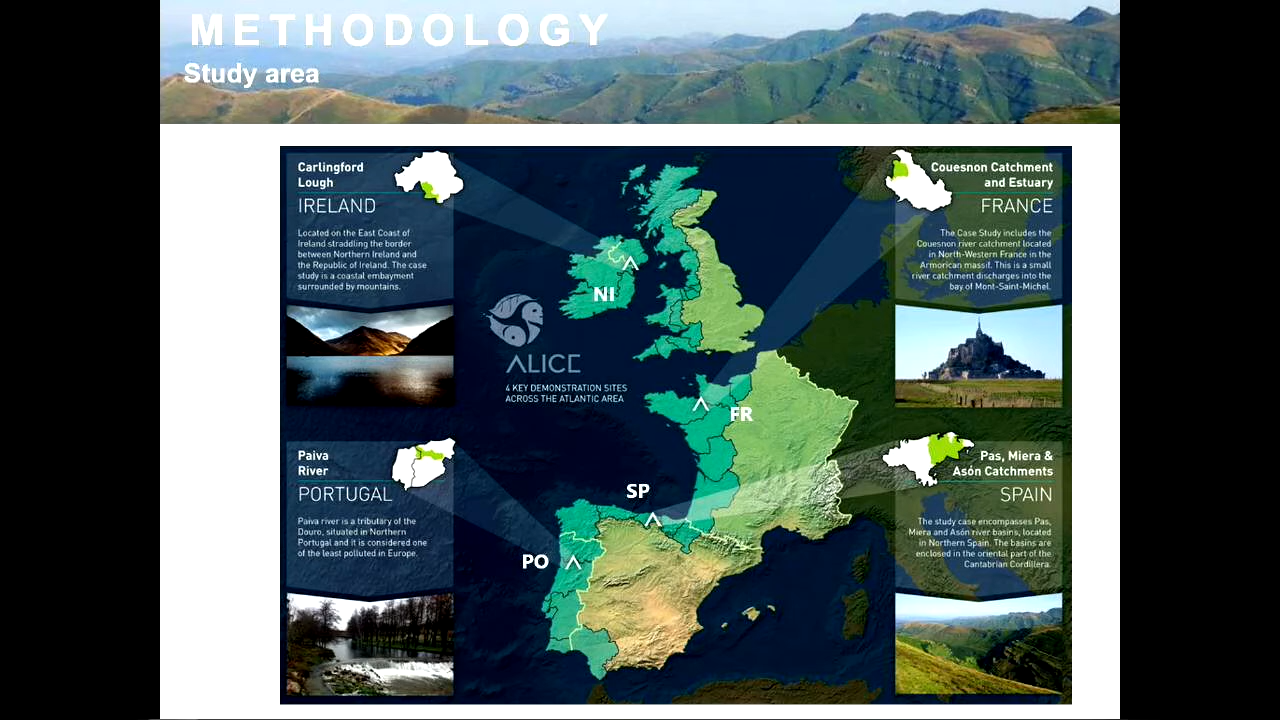 METHODOLOGY
Study area
Carlingford
Lough
IRELAND
Located on the East Coast of
Ireland straddling the border
between Northern Ireland and
the Republic of Ireland. The case
study is a coastal embayment
surrounded by mountains.
Couesnon Catchment
and Estuary
FRANCE
The Case Study includes the
Couesnon river catchment located
in North-Western France in the
Armorican massif. This is a small
river catchment discharges into the
bay of Mont-Saint-Michel.
NI
ALICE
4 KEY DEMONSTRATION SITES
ACROSS THE ATLANTIC AREA
FR
SP
PO
Paiva
River
PORTUGAL
Paiva river is a tributary of the
Douro, situated in Northern
Portugal and it is considered one
of the least polluted in Europe.
Pas, Miera &
Asón Catchments
SPAIN
The study case encompasses Pas,
Miera and Asón river basins, located
in Northern Spain. The basins are
enclosed in the oriental part of the
Cantabrian Cordillera.